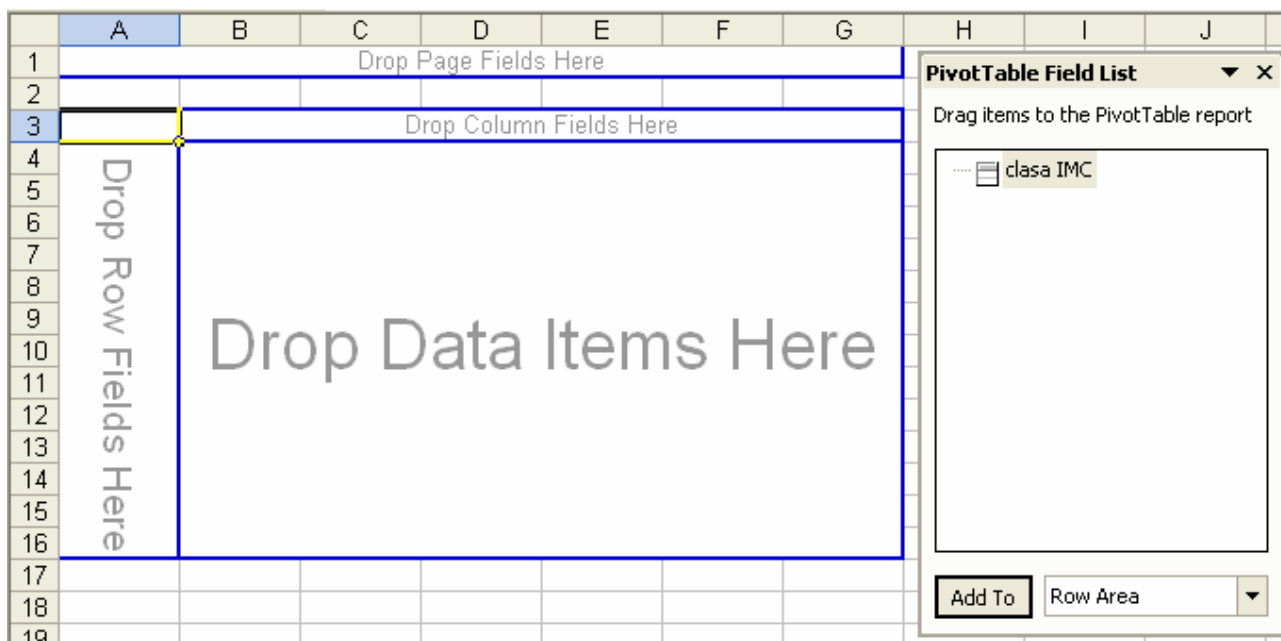 A B C D E F G H I J
1 Drop Page Fields Here
PivotTable Field List
2
3 Drop Column Fields Here
Drag items to the PivotTable report
4
clasa IMC
5
6
7
8
9
Drop Row Fields Here
Drop Data Items Here
10
11
12
13
14
15
16
17
18
Add To Row Area
19